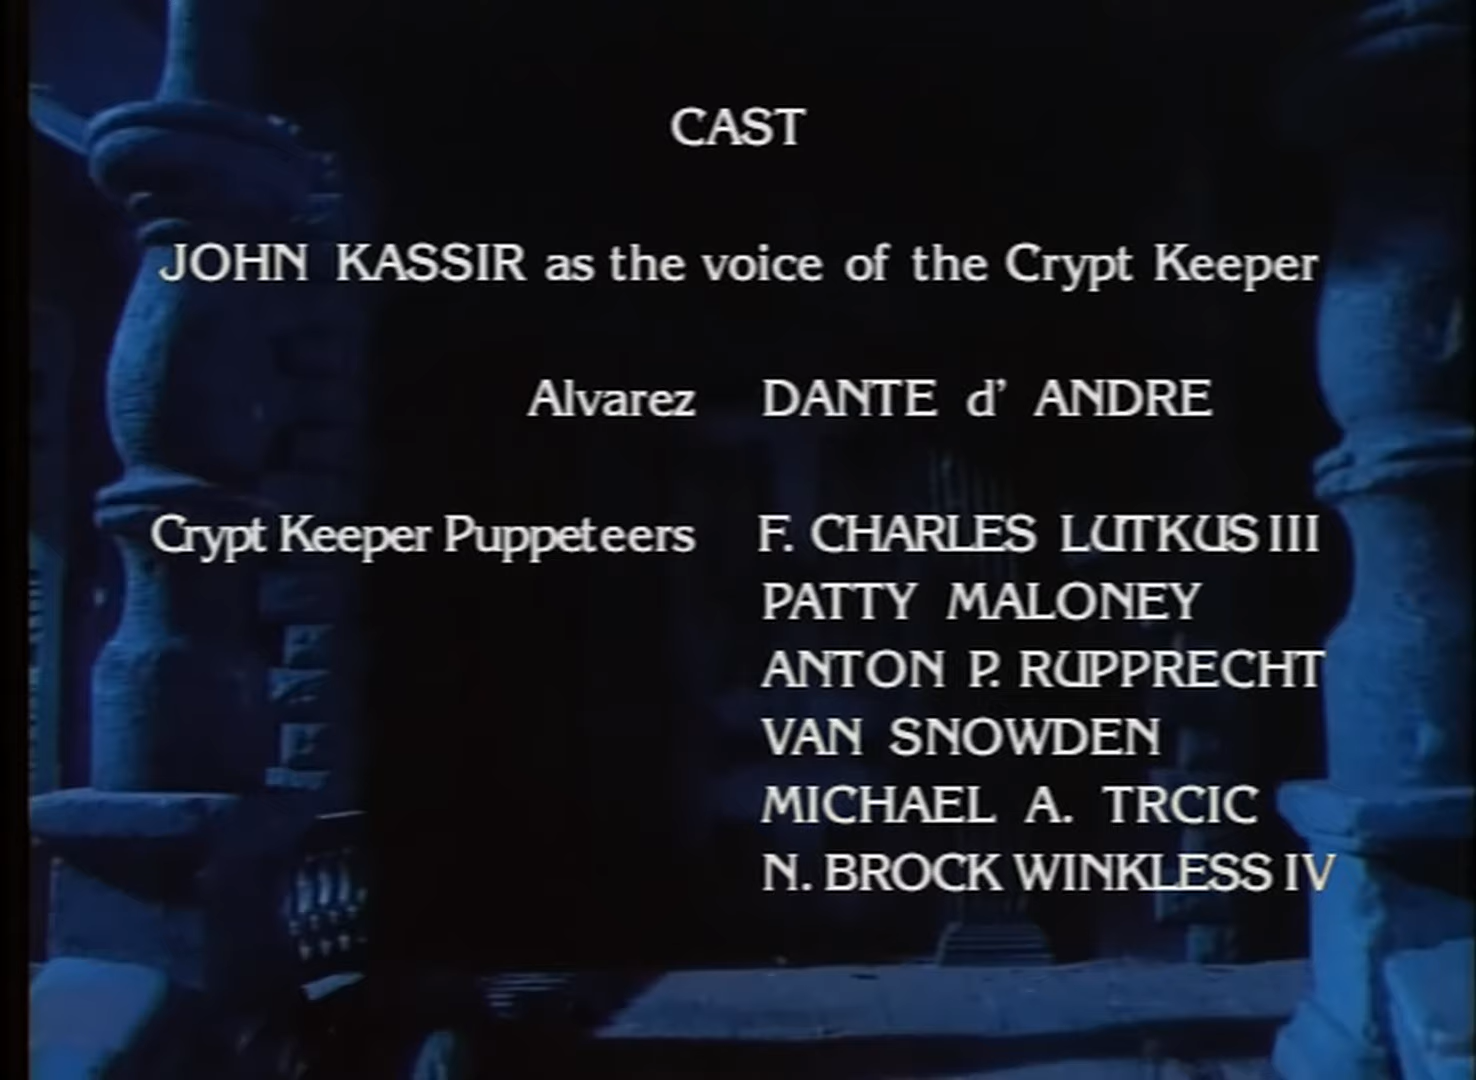 CAST
JOHN KASSIR as the voice of the Crypt Keeper
Alvarez DANTE d' ANDRE
Crypt Keeper Puppeteers F. CHARLES LUTKUS III
PATTY MALONEY
ANTON P. RUPPRECHT
VAN SNOWDEN
MICHAEL A. TRCIC
N. BROCK WINKLESS IV